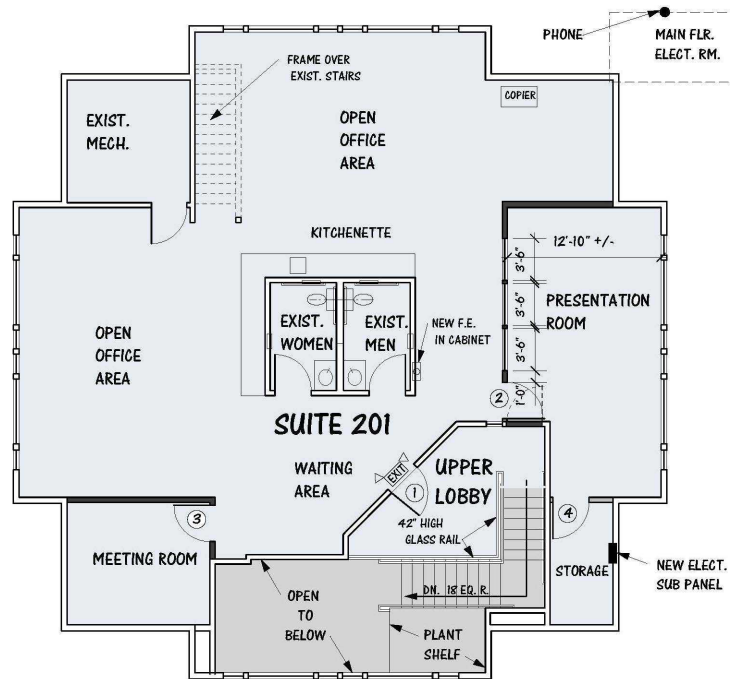 PHONE
MAIN FLR.
ELECT. RM.
FRAME OVER
EXIST. STAIRS
COPIER
EXIST.
MECH.
OPEN
OFFICE
AREA
KITCHENETTE
12'-10" +/-
3'-6"
3'-6"
3'-6"
1'-0"
PRESENTATION
ROOM
OPEN
OFFICE
AREA
EXIST.
WOMEN
EXIST.
MEN
NEW F.E.
IN CABINET
2
SUITE 201
WAITING
AREA
EXIT
1
UPPER
LOBBY
42" HIGH
GLASS RAIL
3
4
MEETING ROOM
STORAGE
NEW ELECT.
SUB PANEL
DN. 18 EQ. R.
OPEN
TO
BELOW
PLANT
SHELF